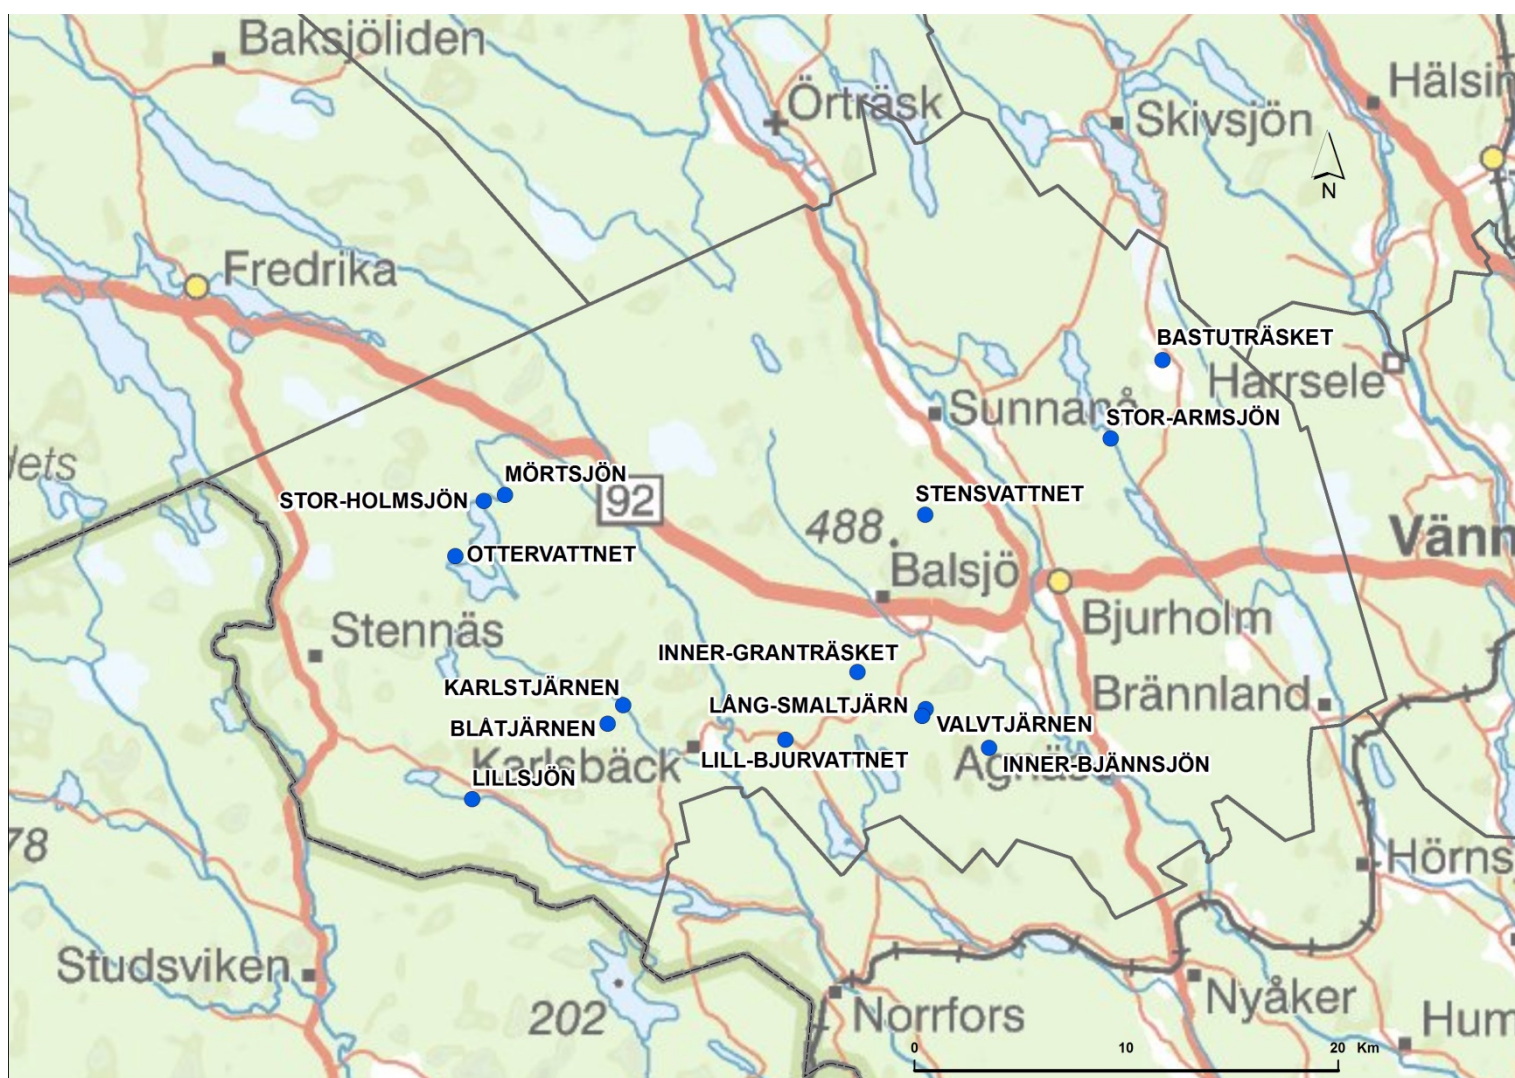 Baksjöliden
Örträsk
Skivsjön
Hälsin
N
Fredrika
BASTUTRÄSKET
Harrsele
Sunnanå
STOR-ARMSJÖN
dets
MÖRTSJÖN
STOR-HOLMSJÖN
92
STENSVATTNET
488.
Vänn
OTTERVATTNET
Balsjö
Bjurholm
Stennäs
INNER-GRANTRÄSKET
KARLSTJÄRNEN
LÅNG-SMALTJÄRN
Brännland
BLÅTJÄRNEN
VALVTJÄRNEN
Karlsbäck
LILL-BJURVATTNET
INNER-BJÄNNSJÖN
LILLSJÖN
78
Hörns
Studsviken
202
Norrfors
Nyåker
Hum
0 10 20 Km